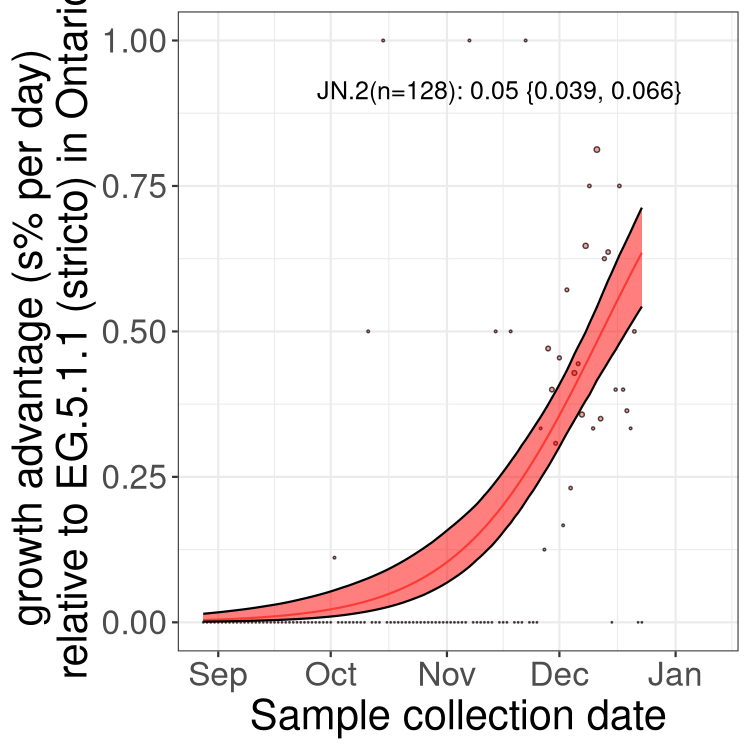 growth advantage (s% per day)
relative to EG.5.1.1 (stricto) in Ontario
1.00
0.75
0.50
0.25
0.00
JN.2(n=128): 0.05 {0.039, 0.066}
Sep Oct Nov Dec Jan
Sample collection date